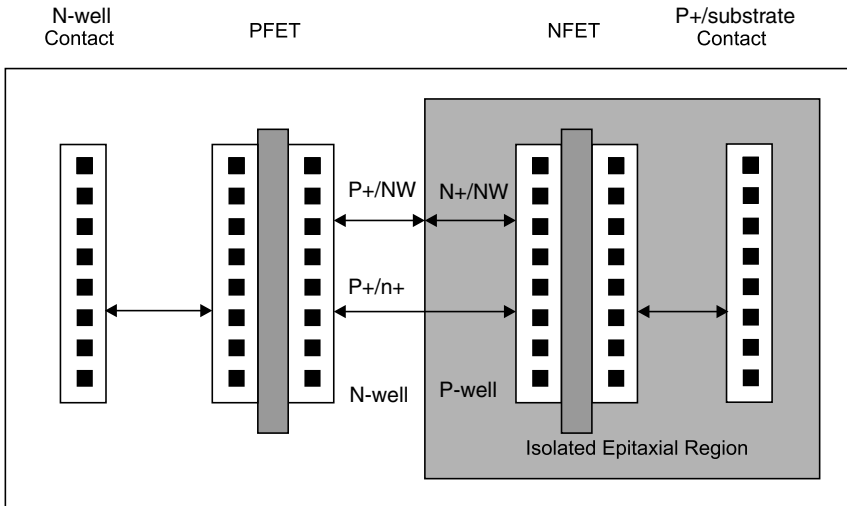 N-well
Contact
PFET
NFET
P+/substrate
Contact
P+/NW
N+/NW
P+/n+
N-well
P-well
Isolated Epitaxial Region